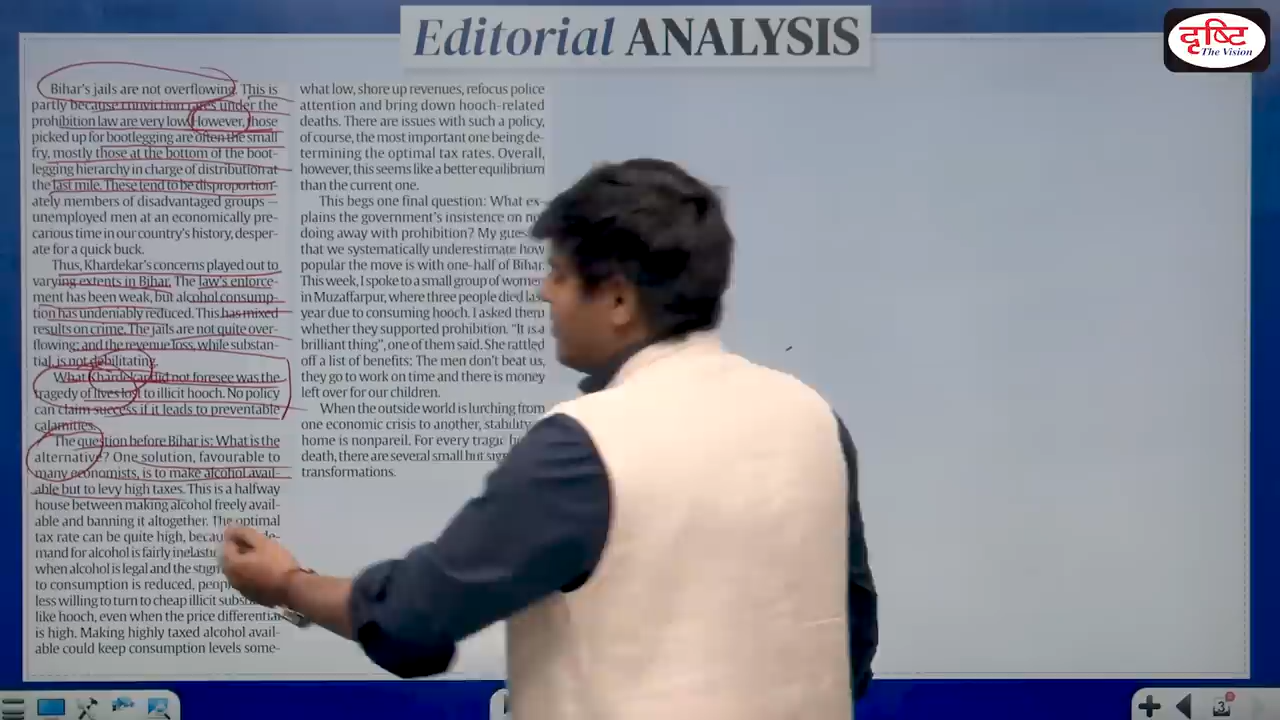 Editorial ANALYSIS
दृष्टि
The Vision
Bihar's jails are not overflowing. This is
partly because conviction rates under the
prohibition law are very low. However, those
picked up for bootlegging are often the small
fry, mostly those at the bottom of the boot-
legging hierarchy in charge of distribution at
the last mile. These tend to be disproportion-
ately members of disadvantaged groups —
unemployed men at an economically pre-
carious time in our country's history, desper-
ate for a quick buck.
Thus, Khardekar's concerns played out to
varying extents in Bihar. The law's enforce-
ment has been weak, but alcohol consump-
tion has undeniably reduced. This has mixed
results on crime. The jails are not quite over-
flowing; and the revenue loss, while substan-
tial, is not debilitating.
What Khardekar did not foresee was the
tragedy of lives lost to illicit hooch. No policy
can claim success if it leads to preventable
calamities.
The question before Bihar is: What is the
alternative? One solution, favourable to
many economists, is to make alcohol avail-
able but to levy high taxes. This is a halfway
house between making alcohol freely avail-
able and banning it altogether. The optimal
tax rate can be quite high,
mand for alcohol is fairly
when alcohol is legal and the
to consumption is reduced,
less willing to turn to cheap illicit
like hooch, even when the price differential
is high. Making highly taxed alcohol avail-
able could keep consumption levels some-
what low, shore up revenues, refocus police
attention and bring down hooch-related
deaths. There are issues with such a policy,
of course, the most important one being de-
termining the optimal tax rates. Overall,
however, this seems like a better equilibrium
than the current one.
This begs one final question: What ex-
plains the government's insistence on
doing away with prohibition? My
that we systematically underestimate how
popular the move is with one-half of Bihar.
This week, I spoke to a small group of women
in Muzaffarpur, where three people died last
year due to consuming hooch. I asked them
whether they supported prohibition. "It is a
brilliant thing", one of them said. She rattled
off a list of benefits: The men don't beat us,
they go to work on time and there is money
left over for our children.
When the outside world is lurching from
one economic crisis to another, stability
home is nonpareil. For every tragic
death, there are several small but
transformations.
3